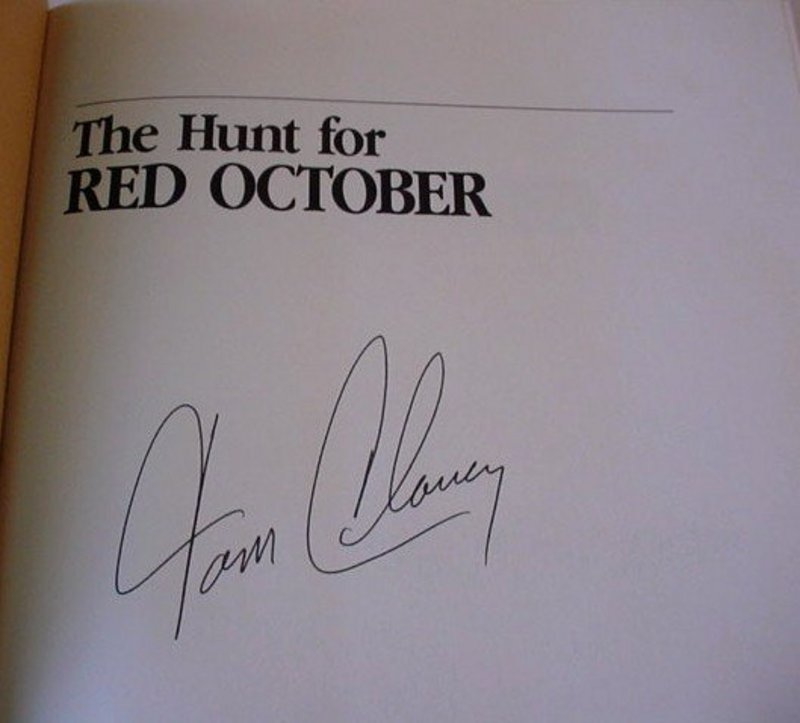 The Hunt for
RED OCTOBER
Tom Clancy